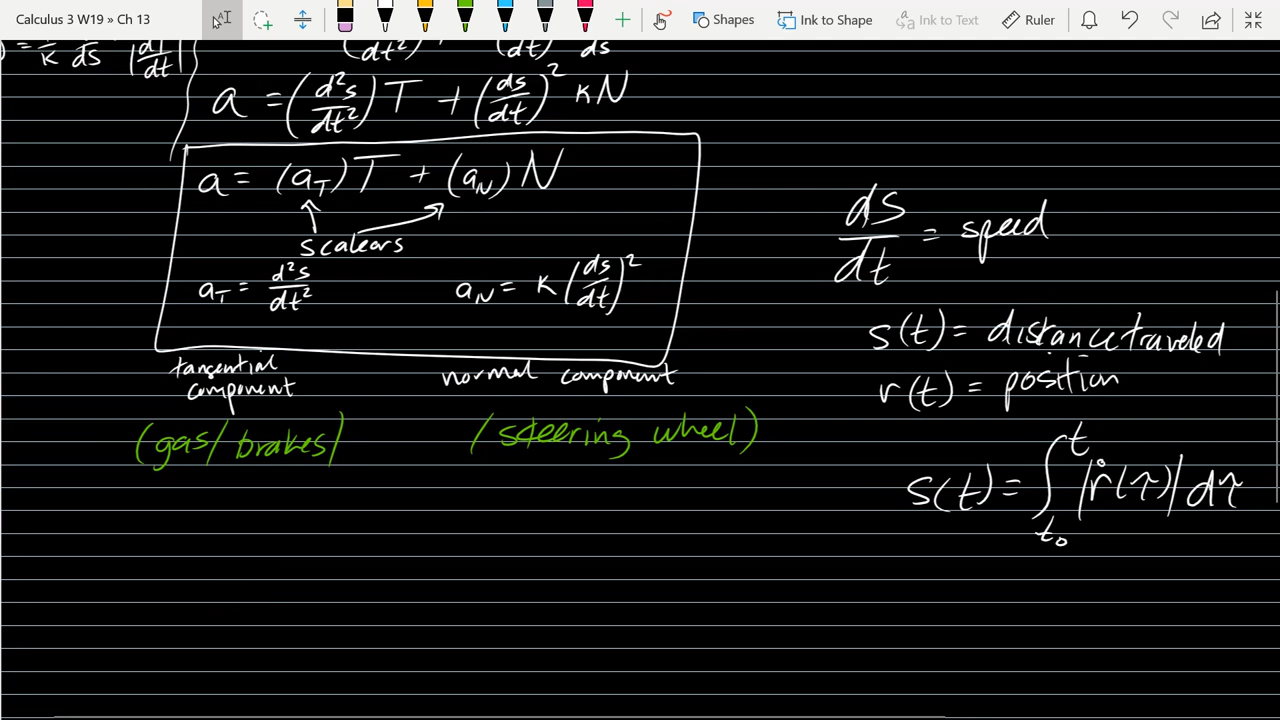 Calculus 3 W19 » Ch 13
Shapes
Ink to Shape
Ink to Text
Ruler
a = (d²s/dt²) T + (ds/dt)² κN
a = (a_T) T + (a_N) N
scalears
a_T = d²s/dt²
a_N = κ (ds/dt)²
tangential component
normal component
(gas/brakes)
(steering wheel)
ds/dt = speed
s(t) = distance traveled
r(t) = position
s(t) = ∫_{t₀}^{t} |ṙ(τ)| dτ